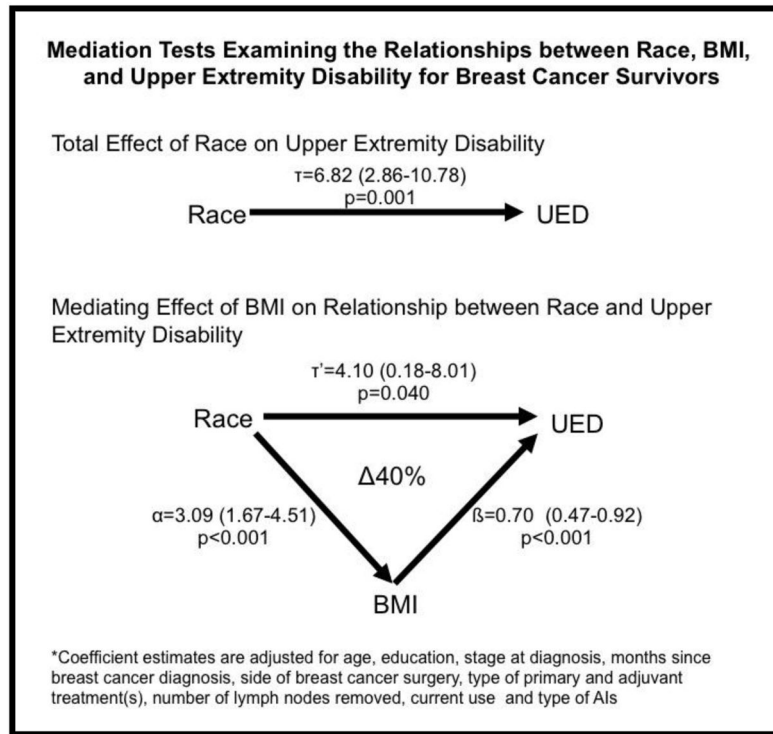 Mediation Tests Examining the Relationships between Race, BMI,
and Upper Extremity Disability for Breast Cancer Survivors
Total Effect of Race on Upper Extremity Disability
τ=6.82 (2.86-10.78)
p=0.001
Race
UED
Mediating Effect of BMI on Relationship between Race and Upper
Extremity Disability
τ'=4.10 (0.18-8.01)
p=0.040
Race
UED
Δ40%
α=3.09 (1.67-4.51)
p<0.001
ß=0.70 (0.47-0.92)
p<0.001
BMI
*Coefficient estimates are adjusted for age, education, stage at diagnosis, months since
breast cancer diagnosis, side of breast cancer surgery, type of primary and adjuvant
treatment(s), number of lymph nodes removed, current use and type of AIs